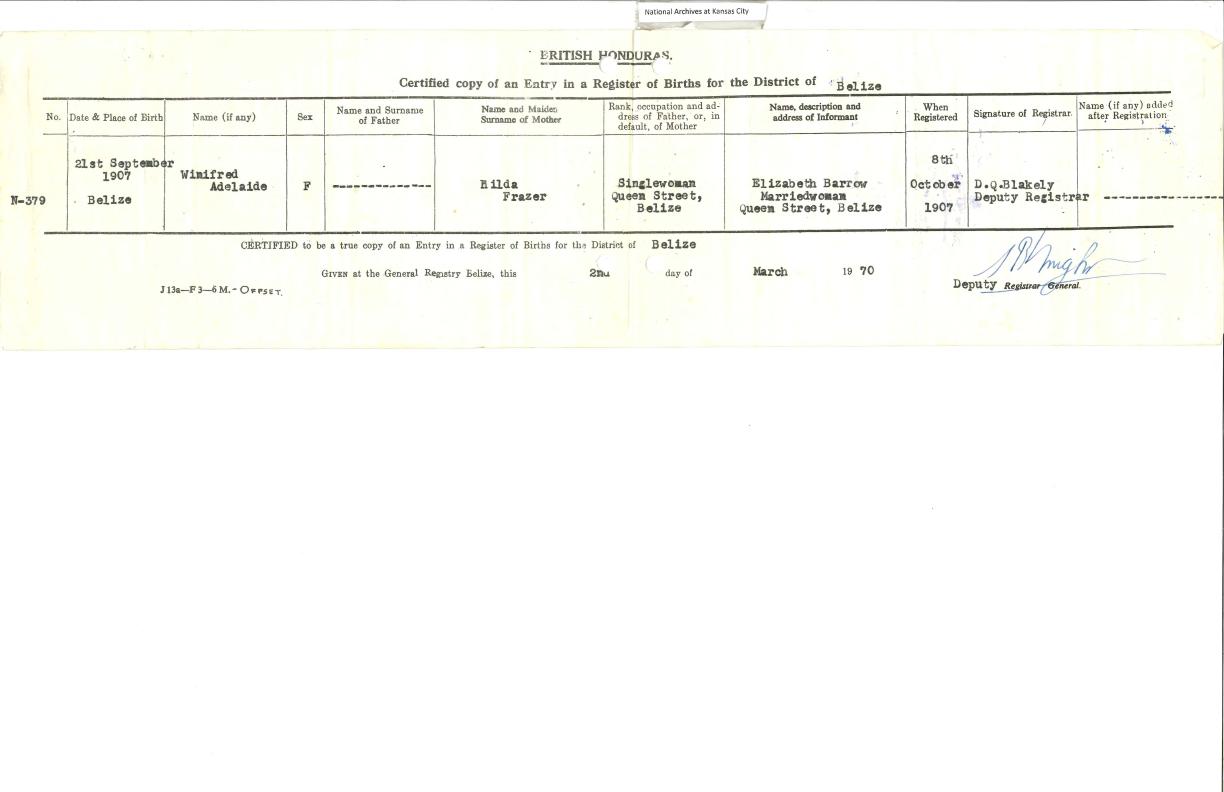 National Archives at Kansas City
BRITISH HONDURAS.
Certified copy of an Entry in a Register of Births for the District of Belize
No.
Date & Place of Birth
Name (if any)
Sex
Name and Surname
of Father
Name and Maiden
Surname of Mother
Rank, occupation and ad-
dress of Father, or, in
default, of Mother
Name, description and
address of Informant
When
Registered
Signature of Registrar.
Name (if any) added
after Registration
N-379
21st September
1907
Belize
Winifred
Adelaide
F
---------------
Hilda
Frazer
Singlewoman
Queen Street,
Belize
Elizabeth Barrow
Marriedwoman
Queen Street, Belize
8th
October
1907
D.Q.Blakely
Deputy Registrar
------------------
CERTIFIED to be a true copy of an Entry in a Register of Births for the District of Belize
GIVEN at the General Registry Belize, this 2nd day of March 1970
Deputy Registrar General.
J 13a—F 3—6 M.-OFFSET.